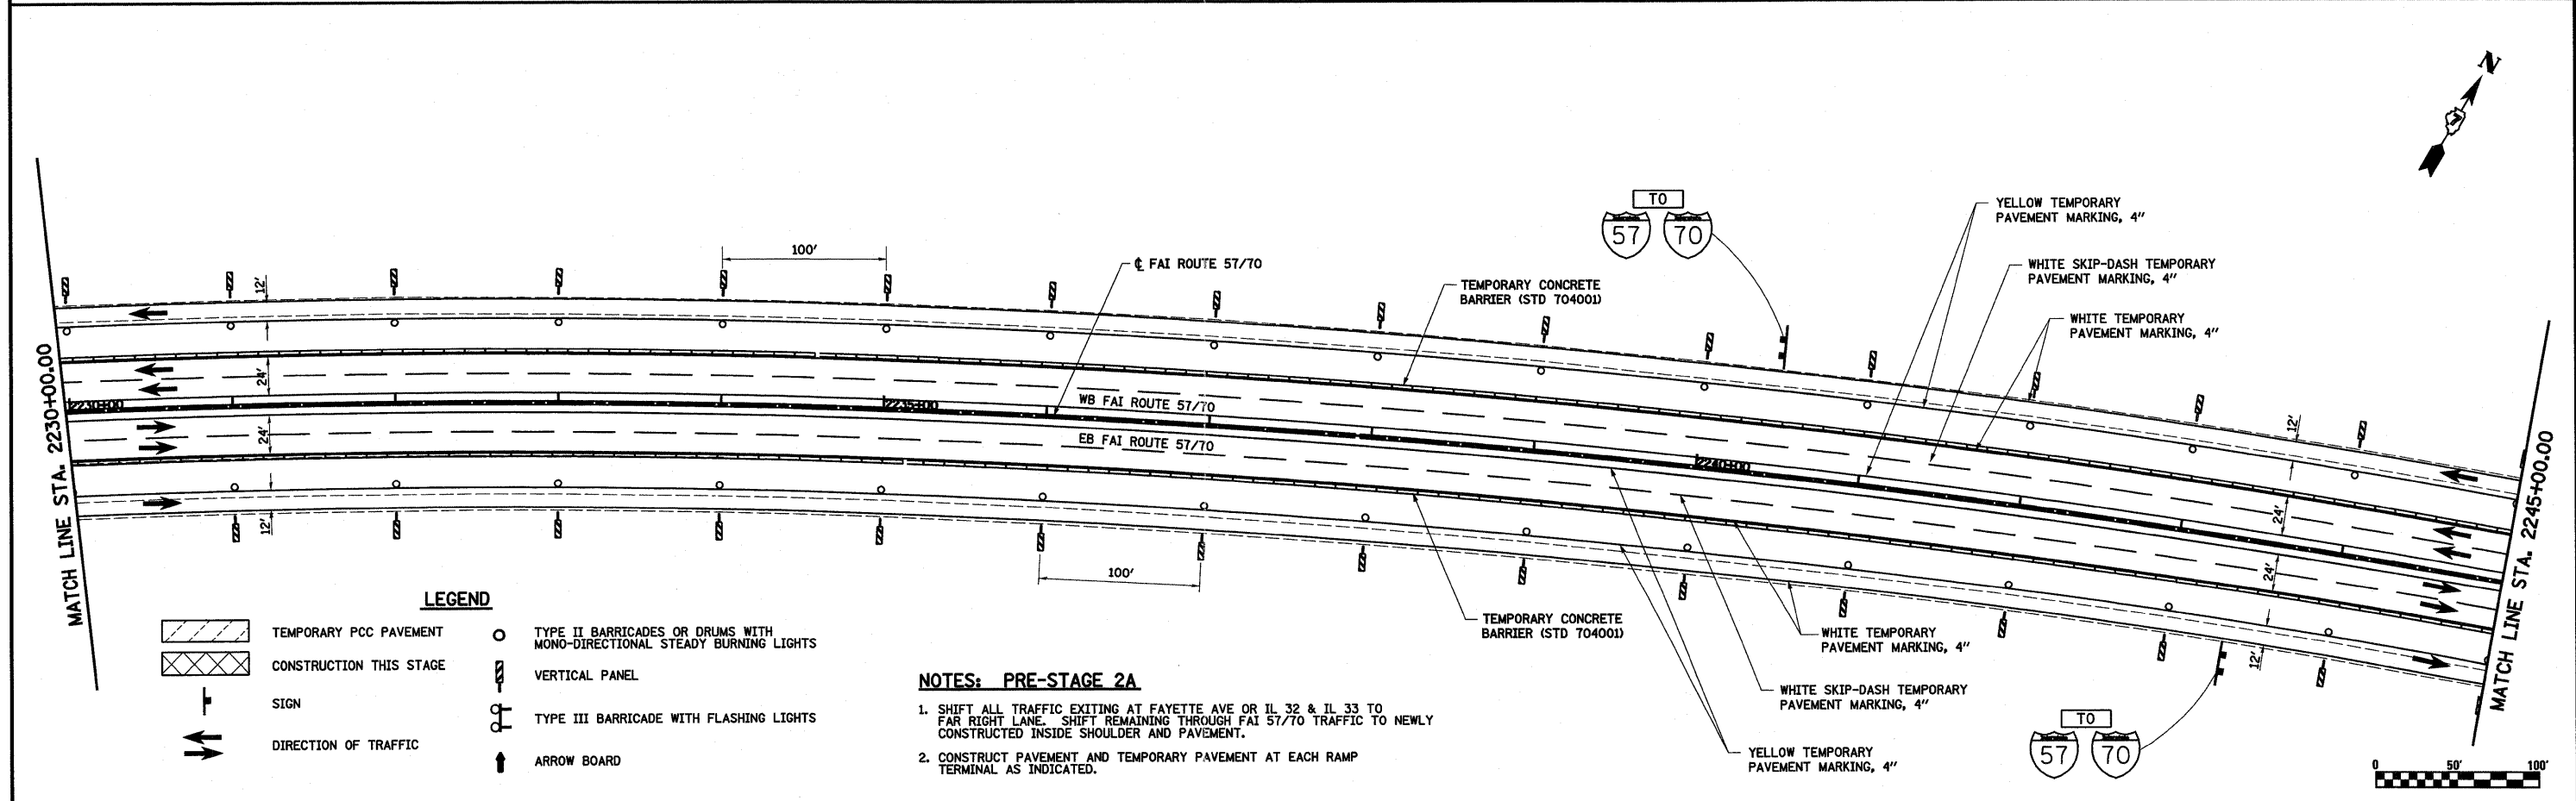 N
TO
57 70
YELLOW TEMPORARY
PAVEMENT MARKING, 4"
WHITE SKIP-DASH TEMPORARY
PAVEMENT MARKING, 4"
WHITE TEMPORARY
PAVEMENT MARKING, 4"
100'
℄ FAI ROUTE 57/70
TEMPORARY CONCRETE
BARRIER (STD 704001)
12'
24'
24'
12'
MATCH LINE STA. 2230+00.00
2230+00
2235+00
WB FAI ROUTE 57/70
EB FAI ROUTE 57/70
2240+00
12'
24'
24'
12'
MATCH LINE STA. 2245+00.00
100'
TEMPORARY CONCRETE
BARRIER (STD 704001)
WHITE TEMPORARY
PAVEMENT MARKING, 4"
WHITE SKIP-DASH TEMPORARY
PAVEMENT MARKING, 4"
YELLOW TEMPORARY
PAVEMENT MARKING, 4"
TO
57 70
LEGEND
TEMPORARY PCC PAVEMENT
CONSTRUCTION THIS STAGE
SIGN
DIRECTION OF TRAFFIC
TYPE II BARRICADES OR DRUMS WITH
MONO-DIRECTIONAL STEADY BURNING LIGHTS
VERTICAL PANEL
TYPE III BARRICADE WITH FLASHING LIGHTS
ARROW BOARD
NOTES: PRE-STAGE 2A
1. SHIFT ALL TRAFFIC EXITING AT FAYETTE AVE OR IL 32 & IL 33 TO
FAR RIGHT LANE. SHIFT REMAINING THROUGH FAI 57/70 TRAFFIC TO NEWLY
CONSTRUCTED INSIDE SHOULDER AND PAVEMENT.
2. CONSTRUCT PAVEMENT AND TEMPORARY PAVEMENT AT EACH RAMP
TERMINAL AS INDICATED.
0 50' 100'